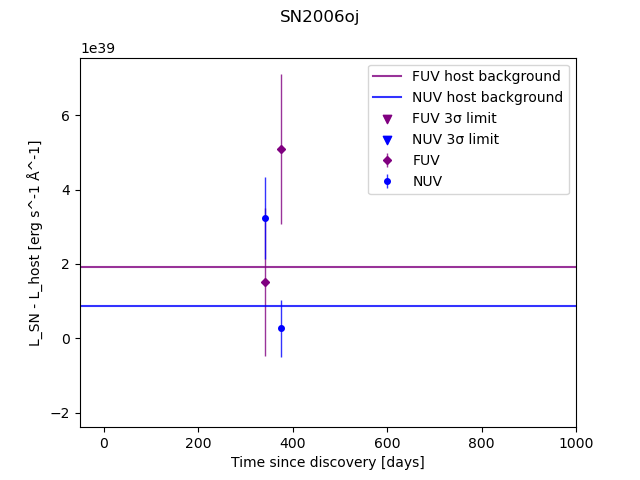 SN2006oj
1e39
FUV host background
NUV host background
FUV 3σ limit
NUV 3σ limit
FUV
NUV
L_SN - L_host [erg s^-1 Å^-1]
6
4
2
0
−2
0 200 400 600 800 1000
Time since discovery [days]